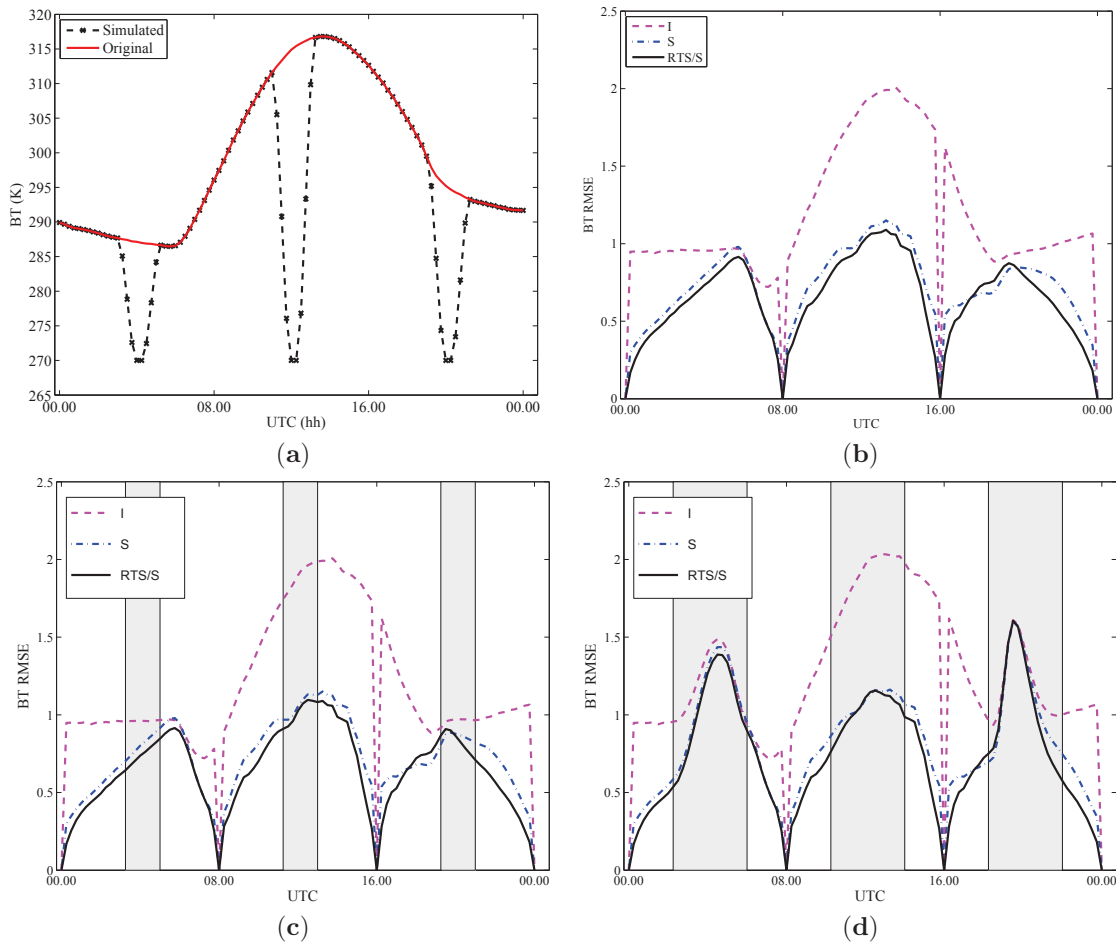 320
315
310
305
300
295
290
285
280
275
270
265
BT (K)
Simulated
Original
00.00 08.00 16.00 00.00
UTC (hh)
(a)
2.5
2
1.5
1
0.5
0
BT RMSE
I
S
RTS/S
00.00 08.00 16.00 00.00
UTC
(b)
2.5
2
1.5
1
0.5
0
BT RMSE
I
S
RTS/S
00.00 08.00 16.00 00.00
UTC
(c)
2.5
2
1.5
1
0.5
0
BT RMSE
I
S
RTS/S
00.00 08.00 16.00 00.00
UTC
(d)